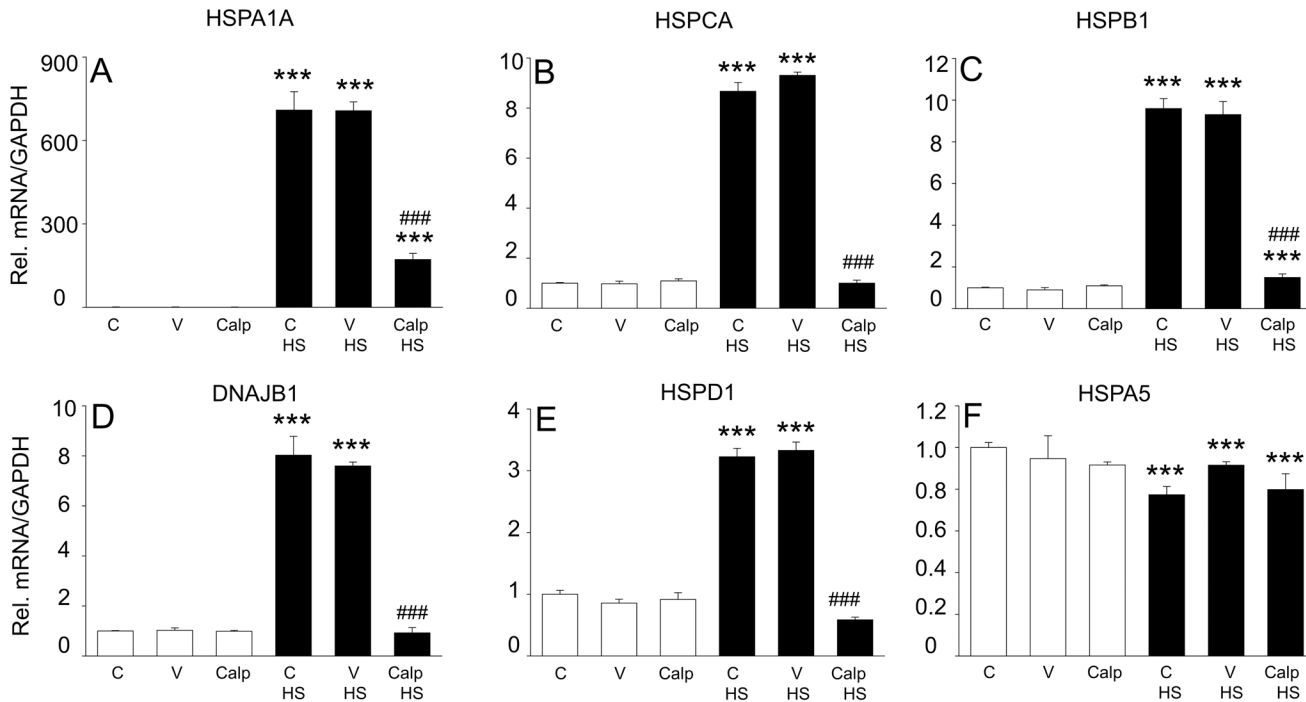 HSPA1A HSPCA HSPB1
A B C
Rel. mRNA/GAPDH
900
600
300
0
*** *** ### ***
C V Calp C HS V HS Calp HS
10
8
6
4
2
0
*** *** ###
C V Calp C HS V HS Calp HS
12
10
8
6
4
2
0
*** *** ### ***
C V Calp C HS V HS Calp HS
DNAJB1 HSPD1 HSPA5
D E F
Rel. mRNA/GAPDH
10
8
6
4
2
0
*** *** ###
C V Calp C HS V HS Calp HS
4
3
2
1
0
*** *** ###
C V Calp C HS V HS Calp HS
1.2
1.0
0.8
0.6
0.4
0.2
0
*** *** ***
C V Calp C HS V HS Calp HS